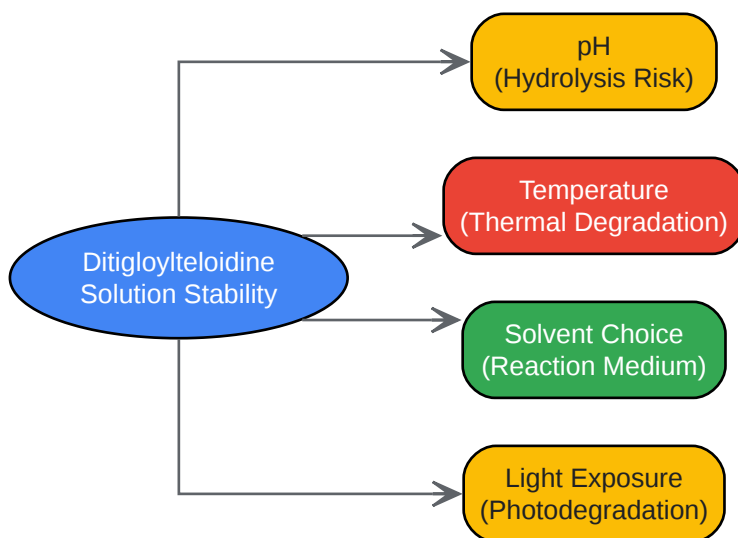 pH
(Hydrolysis Risk)
Temperature
(Thermal Degradation)
Ditigloylteloidine
Solution Stability
Solvent Choice
(Reaction Medium)
Light Exposure
(Photodegradation)